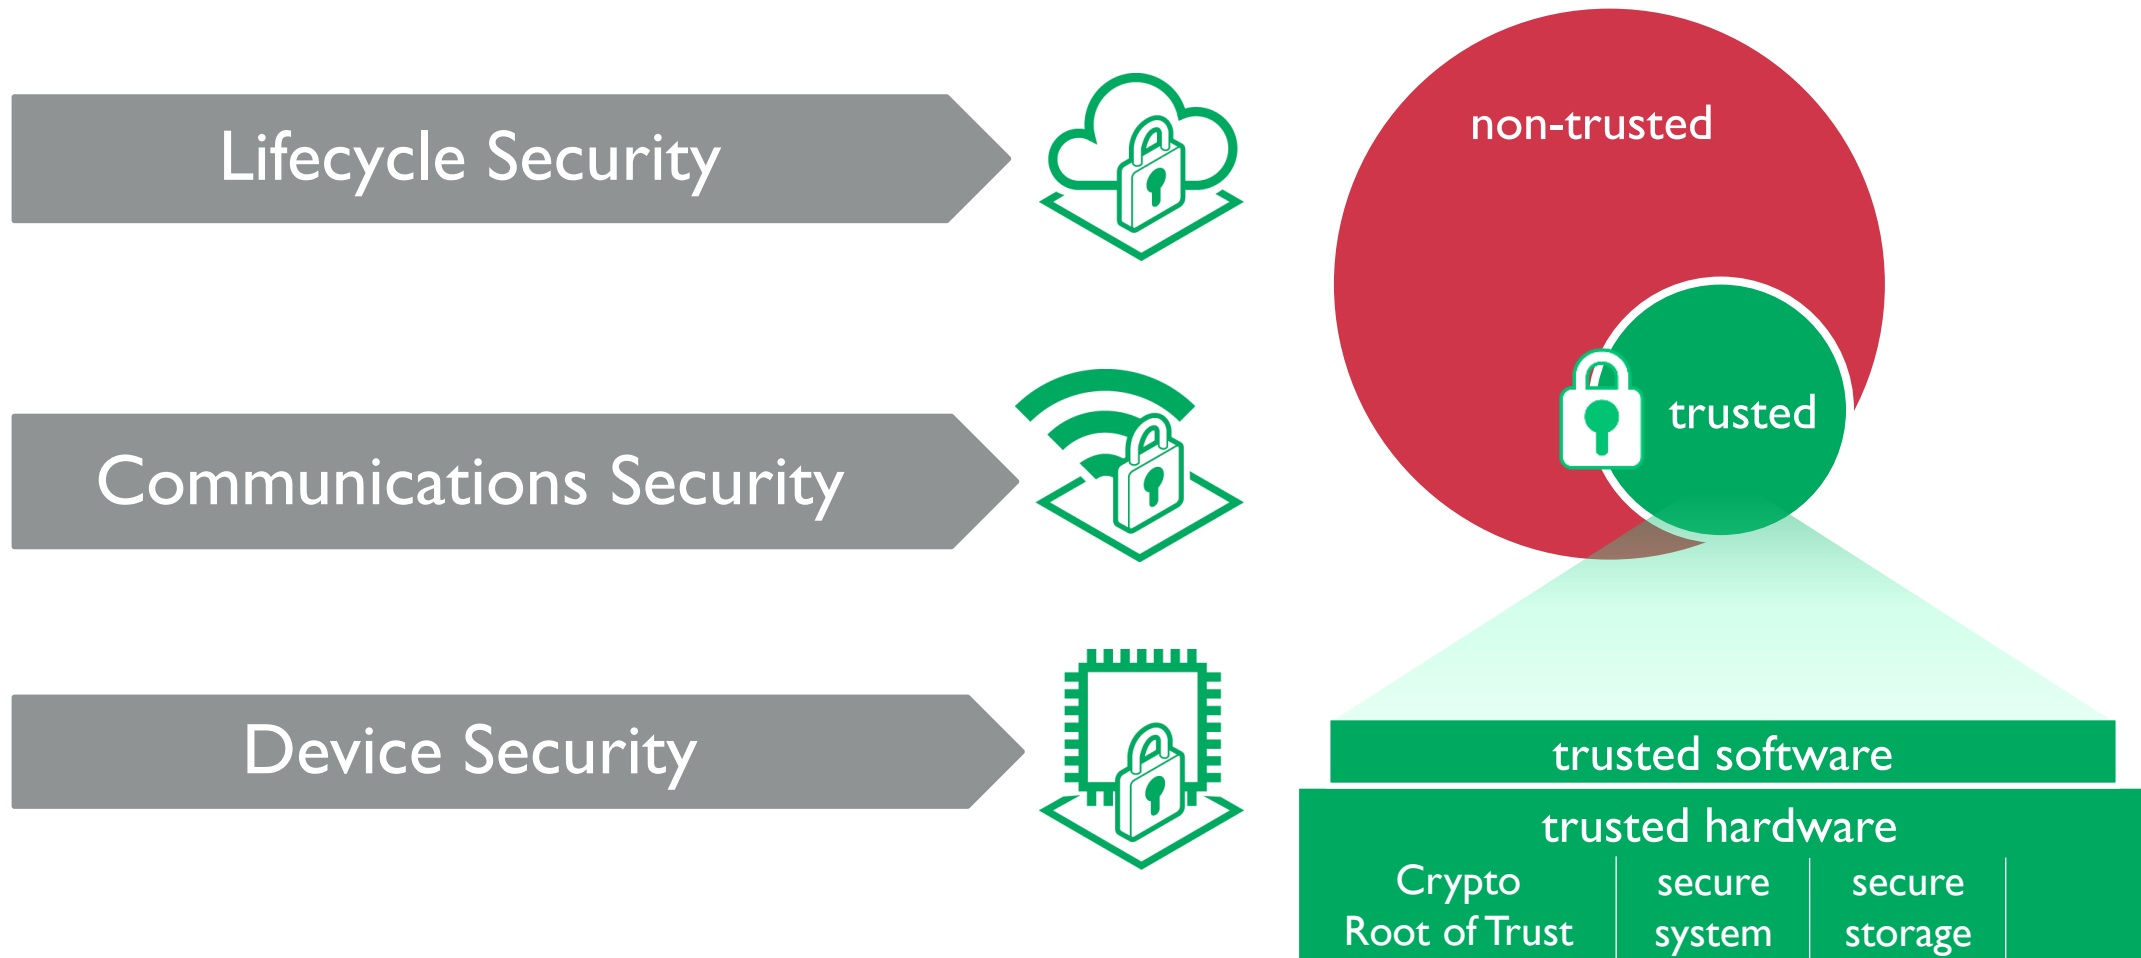 Lifecycle Security
Communications Security
Device Security
non-trusted
trusted
trusted software
trusted hardware
Crypto
Root of Trust
secure
system
secure
storage